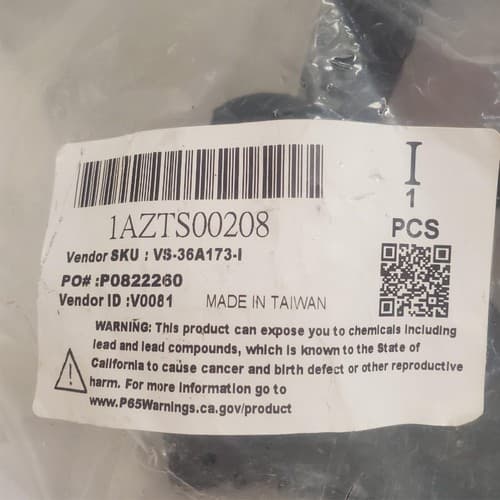 I
1
PCS
1AZTS00208
Vendor SKU : VS-36A173-I
PO# :P0822260
Vendor ID :V0081
MADE IN TAIWAN
WARNING: This product can expose you to chemicals including
lead and lead compounds, which is known to the State of
California to cause cancer and birth defect or other reproductive
harm. For more information go to
www.P65Warnings.ca.gov/product